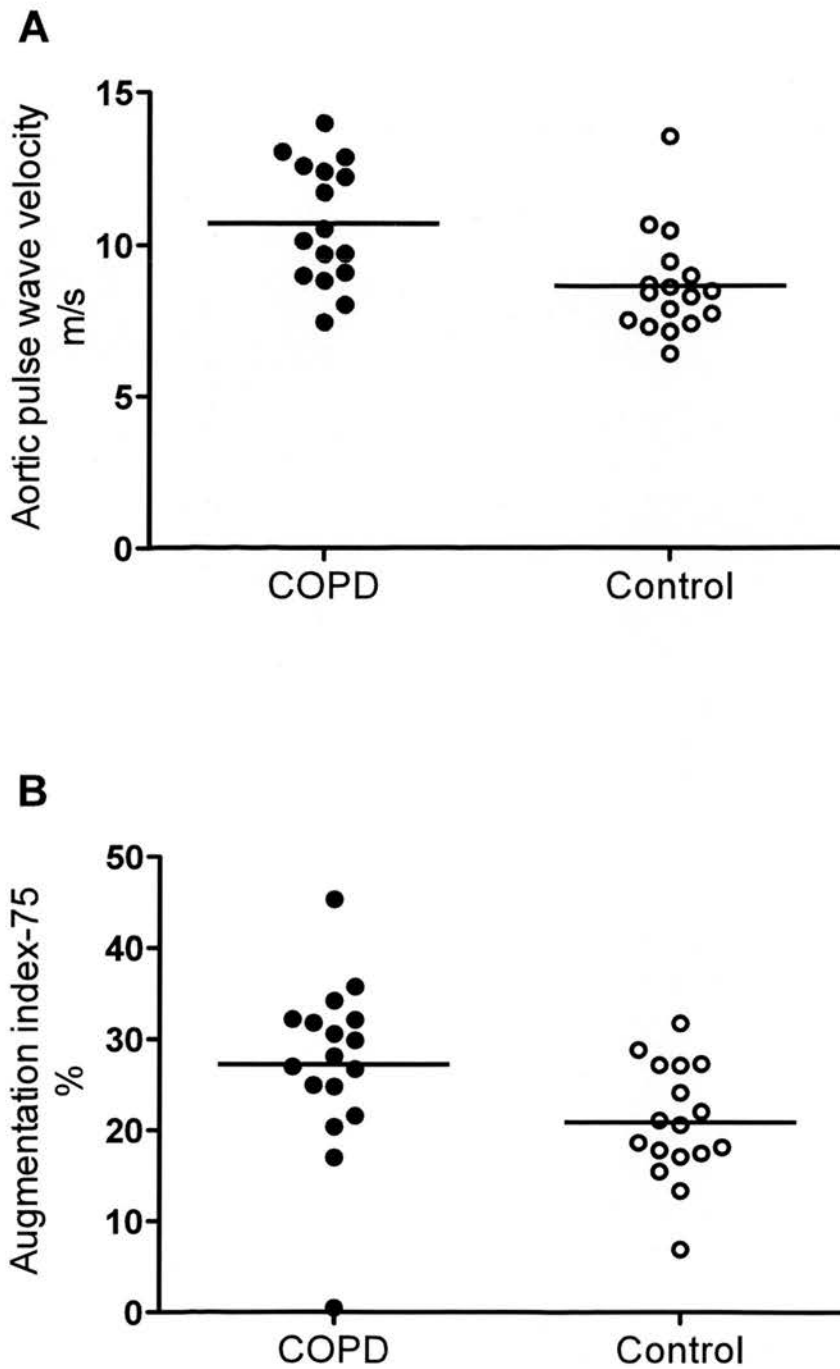 A
Aortic pulse wave velocity
m/s
15
10
5
0
COPD
Control
B
Augmentation index-75
%
50
40
30
20
10
0
COPD
Control